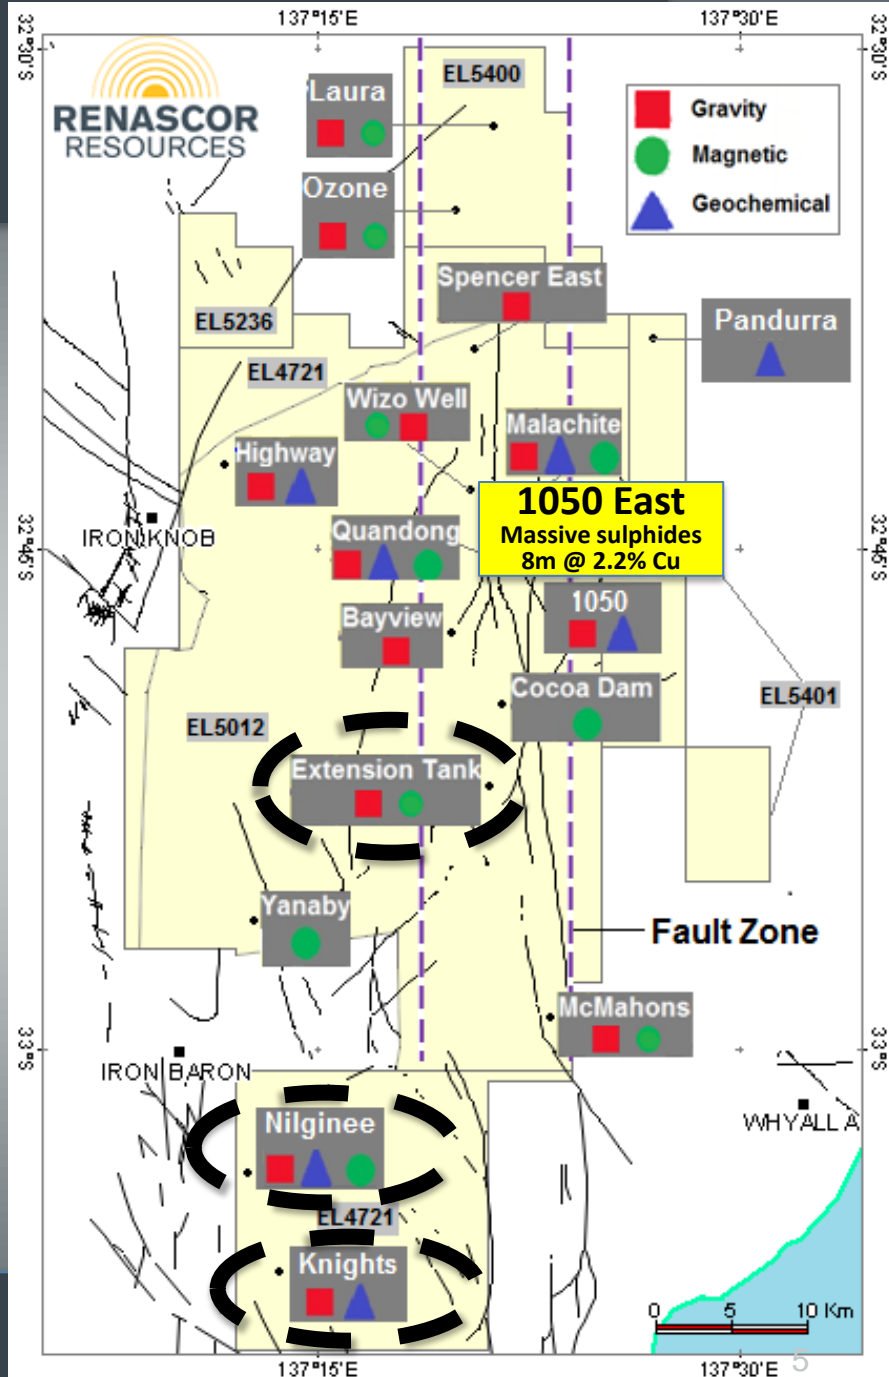 137°15'E
137°30'E
32°30'S
32°30'S
RENASCOR
RESOURCES
Laura
EL5400
Gravity
Magnetic
Geochemical
Ozone
Spencer East
EL5236
Pandurra
EL4721
Wizo Well
Malachite
Highway
1050 East
Massive sulphides
8m @ 2.2% Cu
IRON KNOB
Quandong
32°45'S
32°45'S
1050
Bayview
Cocoa Dam
EL5401
EL5012
Extension Tank
Yanaby
Fault Zone
McMahons
33°S
33°S
IRON BARON
Nilginee
WHYALLA
EL4721
Knights
0 5 10 Km
5
137°15'E
137°30'E